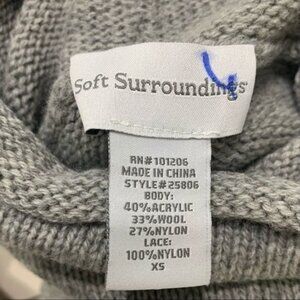 Soft Surroundings
RN#101206
MADE IN CHINA
STYLE#25806
BODY:
40%ACRYLIC
33%WOOL
27%NYLON
LACE:
100%NYLON
XS